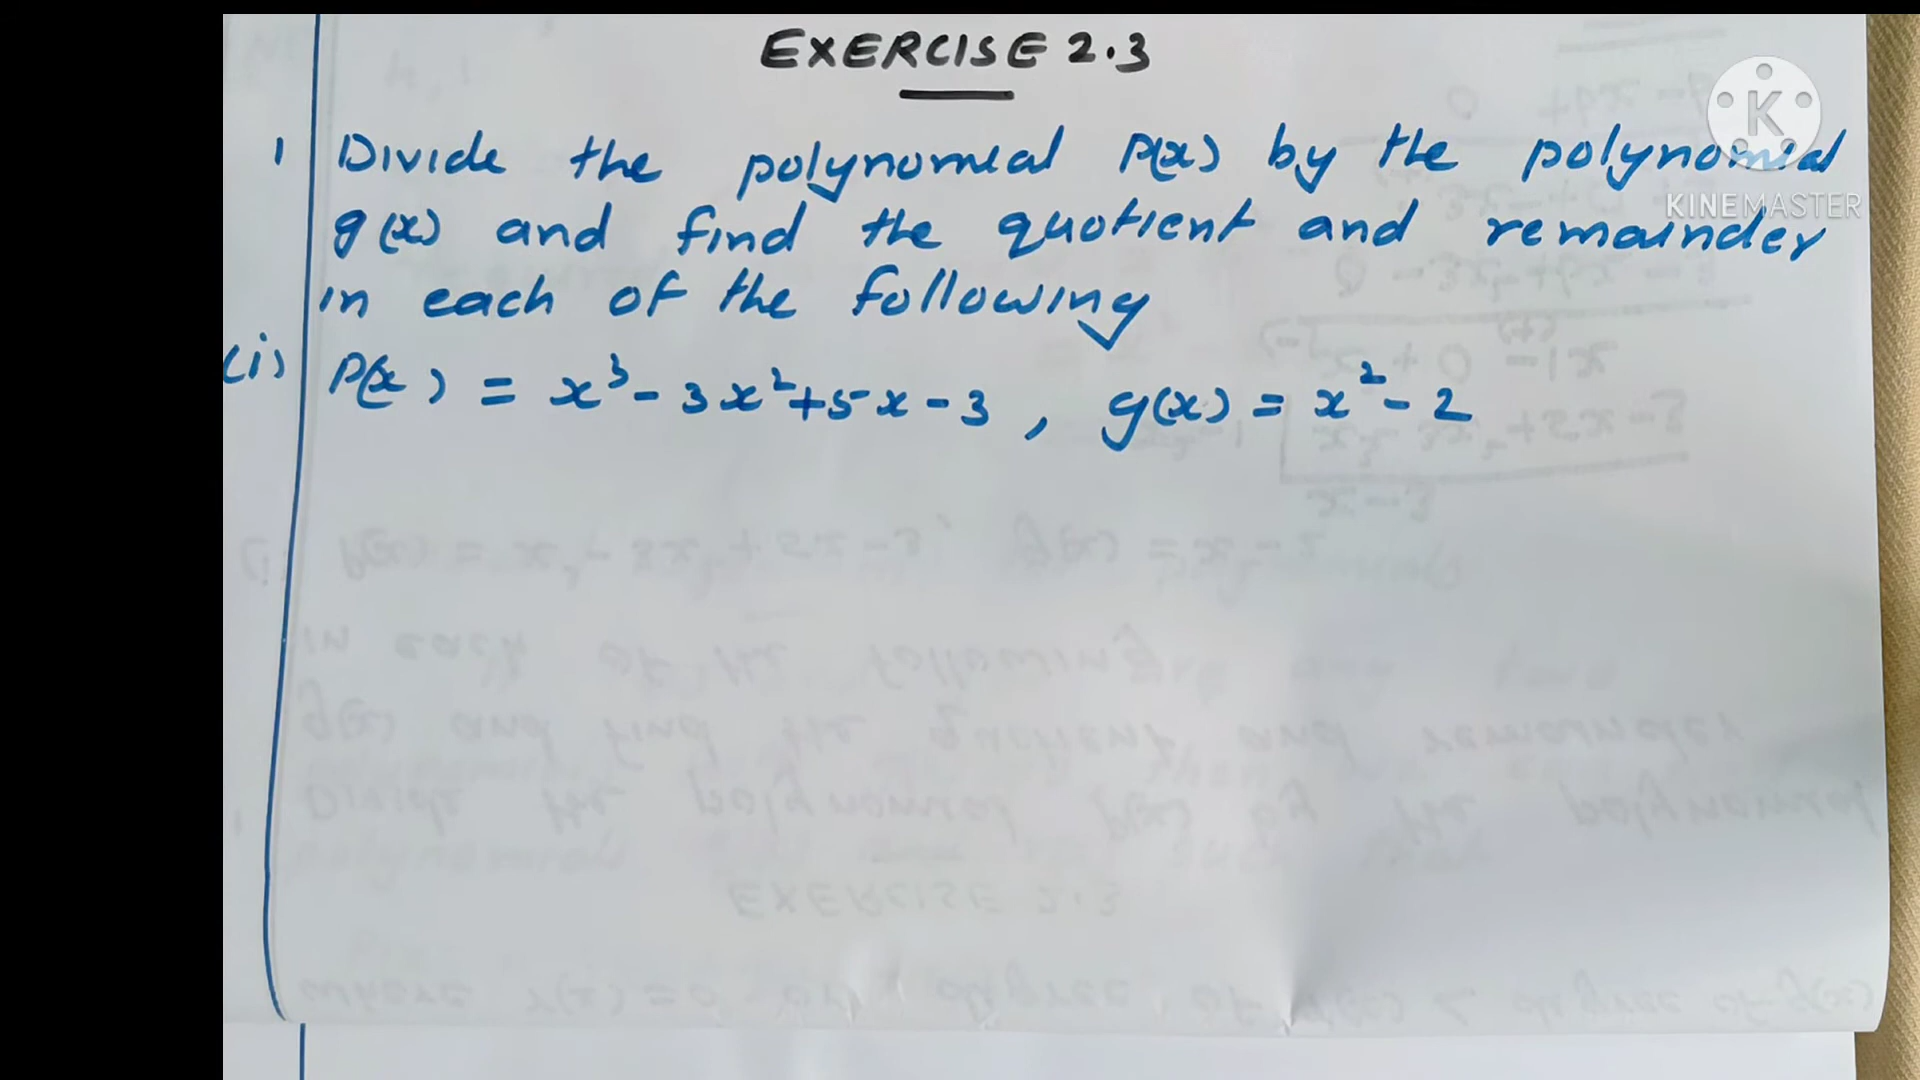 EXERCISE 2.3
1 Divide the polynomial P(x) by the polynomial
g(x) and find the quotient and remainder
in each of the following
(i) P(x) = x³ - 3x² + 5x - 3 , g(x) = x² - 2
K
KINEMASTER